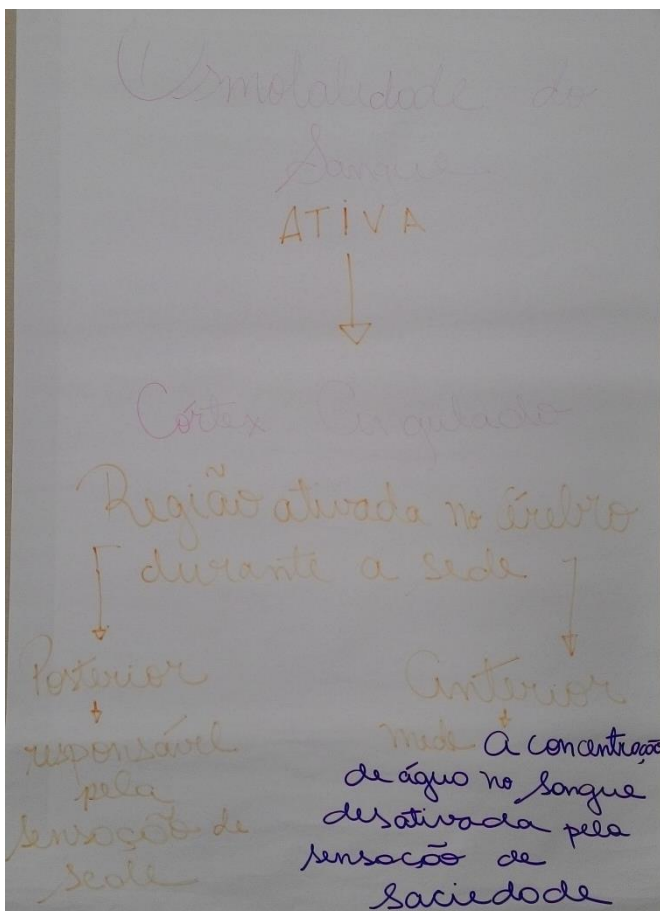 Osmolalidade do
Sangue
ATIVA
Córtex Cingulado
Região ativada no cérebro
durante a sede
Posterior
responsável
pela
sensação de
sede
Anterior
mede a concentração
de água no sangue
desativada pela
sensação de
saciedade